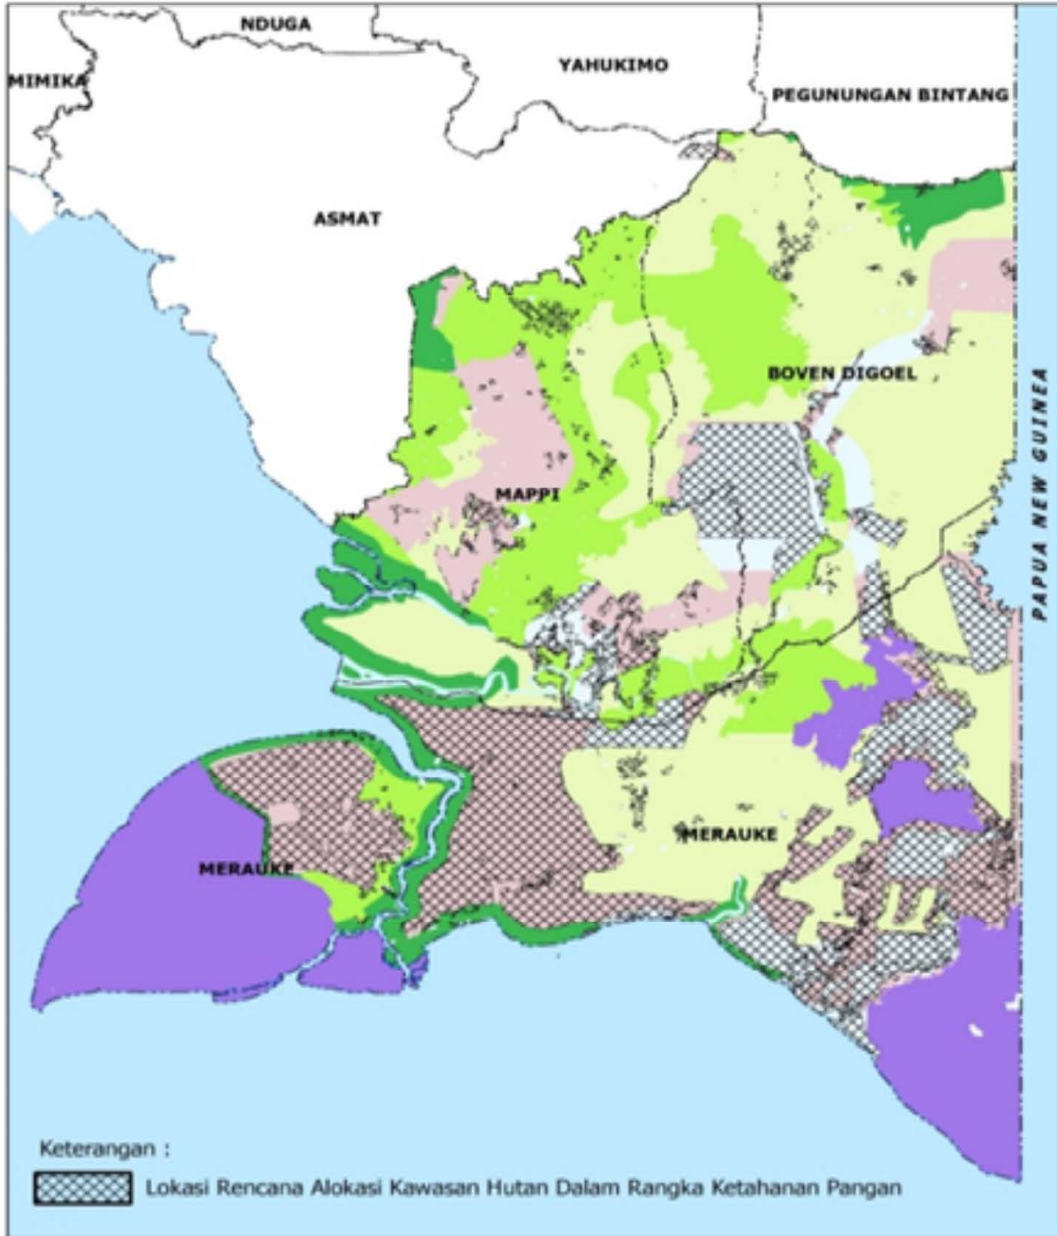 NDUGA
YAHUKIMO
MIMIKA
PEGUNUNGAN BINTANG
ASMAT
BOVEN DIGOEL
PAPUA NEW GUINEA
MAPPI
MERAUKE
MERAUKE
Keterangan :
Lokasi Rencana Alokasi Kawasan Hutan Dalam Rangka Ketahanan Pangan